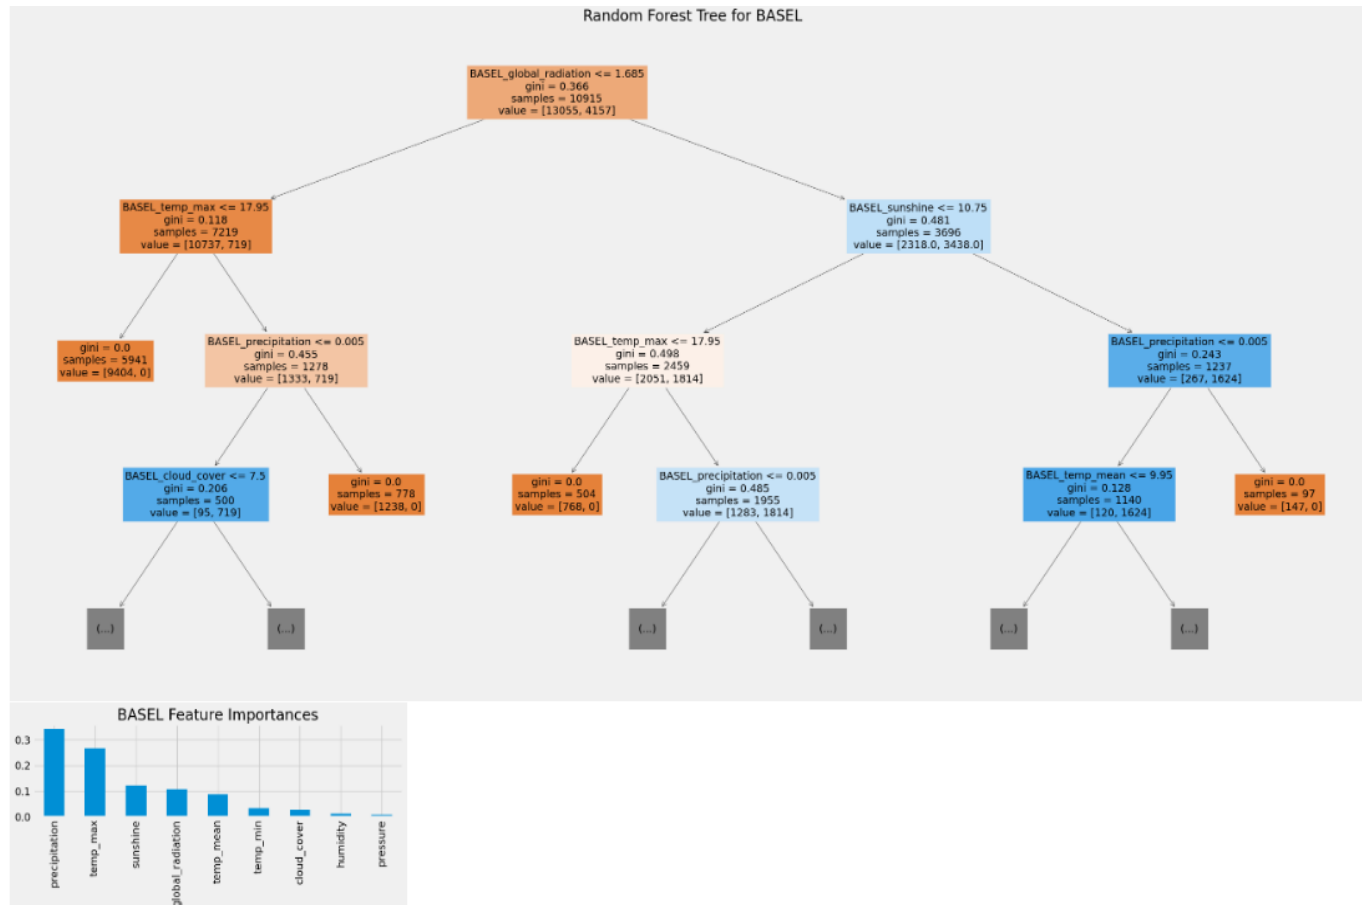 Random Forest Tree for BASEL
BASEL_global_radiation <= 1.685
gini = 0.366
samples = 10915
value = [13055, 4157]
BASEL_temp_max <= 17.95
gini = 0.118
samples = 7219
value = [10737, 719]
BASEL_sunshine <= 10.75
gini = 0.481
samples = 3696
value = [2318.0, 3438.0]
gini = 0.0
samples = 5941
value = [9404, 0]
BASEL_precipitation <= 0.005
gini = 0.455
samples = 1278
value = [1333, 719]
BASEL_temp_max <= 17.95
gini = 0.498
samples = 2459
value = [2051, 1814]
BASEL_precipitation <= 0.005
gini = 0.243
samples = 1237
value = [267, 1624]
BASEL_cloud_cover <= 7.5
gini = 0.206
samples = 500
value = [95, 719]
gini = 0.0
samples = 778
value = [1238, 0]
gini = 0.0
samples = 504
value = [768, 0]
BASEL_precipitation <= 0.005
gini = 0.485
samples = 1955
value = [1283, 1814]
BASEL_temp_mean <= 9.95
gini = 0.128
samples = 1140
value = [120, 1624]
gini = 0.0
samples = 97
value = [147, 0]
(...)
(...)
(...)
(...)
(...)
(...)
BASEL Feature Importances
0.3
0.2
0.1
0.0
precipitation
temp_max
sunshine
global_radiation
temp_mean
temp_min
cloud_cover
humidity
pressure